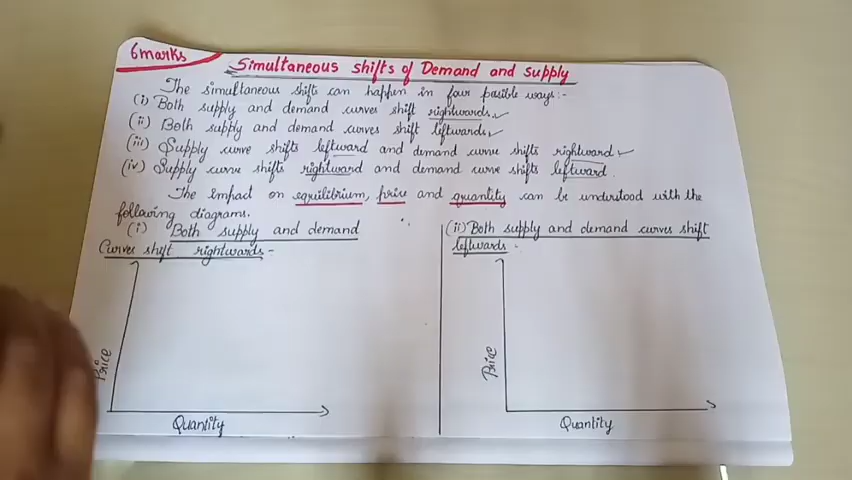 6marks
Simultaneous shifts of Demand and supply
The simultaneous shift can happen in four posible ways:-
(i) Both supply and demand curves shift rightwards.
(ii) Both supply and demand curves shift leftwards.
(iii) Supply curve shifts leftward and demand curve shifts rightward.
(iv) Supply curve shifts rightward and demand curve shifts leftward.
The impact on equilibrium, price and quantity can be understood with the
following diagrams.
(i) Both supply and demand
Curves shift rightwards:-
Price
Quantity
(ii) Both supply and demand curves shift
leftwards:-
Price
Quantity